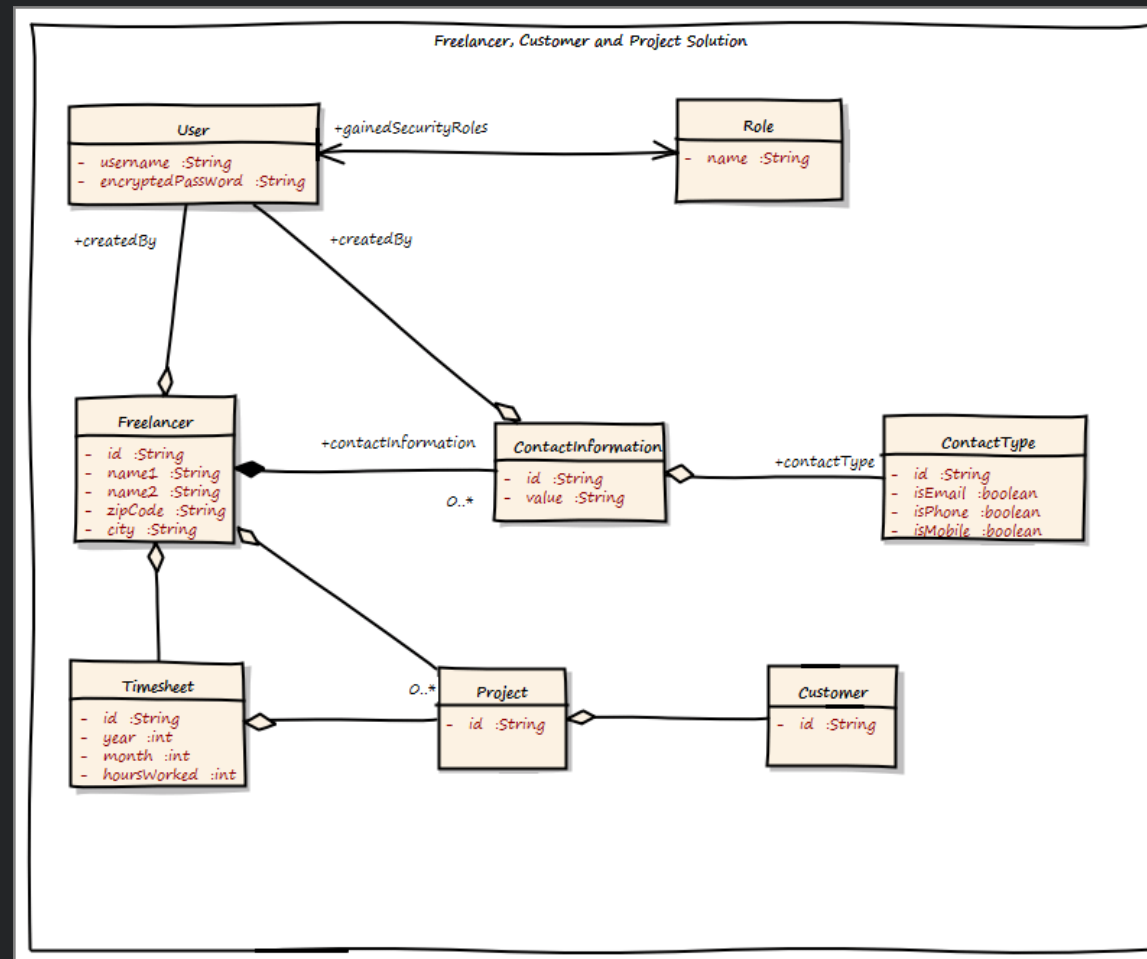 Freelancer, Customer and Project Solution
User
- username :String
- encryptedPassword :String
+gainedSecurityRoles
Role
- name :String
+createdBy
+createdBy
Freelancer
- id :String
- name1 :String
- name2 :String
- zipCode :String
- city :String
+contactInformation
0..*
ContactInformation
- id :String
- value :String
+contactType
ContactType
- id :String
- isEmail :boolean
- isPhone :boolean
- isMobile :boolean
Timesheet
- id :String
- year :int
- month :int
- hoursWorked :int
0..*
Project
- id :String
Customer
- id :String